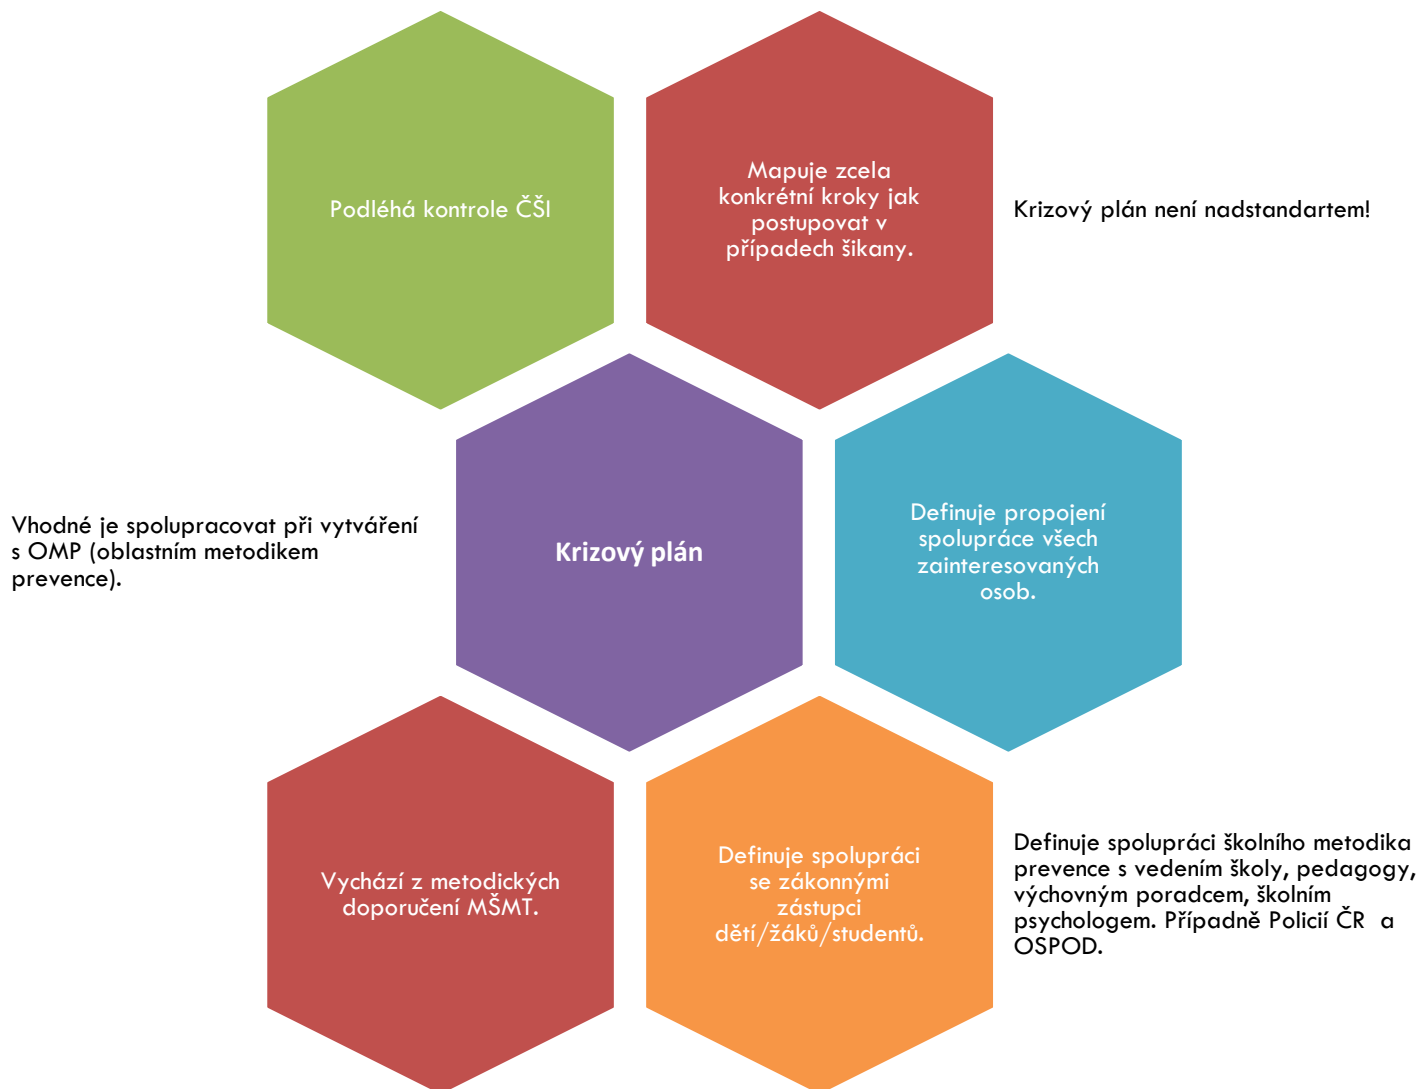 Podléhá kontrole ČŠI
Mapuje zcela
konkrétní kroky jak
postupovat v
případech šikany.
Krizový plán není nadstandartem!
Vhodné je spolupracovat při vytváření
s OMP (oblastním metodikem
prevence).
Krizový plán
Definuje propojení
spolupráce všech
zainteresovaných
osob.
Vychází z metodických
doporučení MŠMT.
Definuje spolupráci
se zákonnými
zástupci
dětí/žáků/studentů.
Definuje spolupráci školního metodika
prevence s vedením školy, pedagogy,
výchovným poradcem, školním
psychologem. Případně Policií ČR  a
OSPOD.